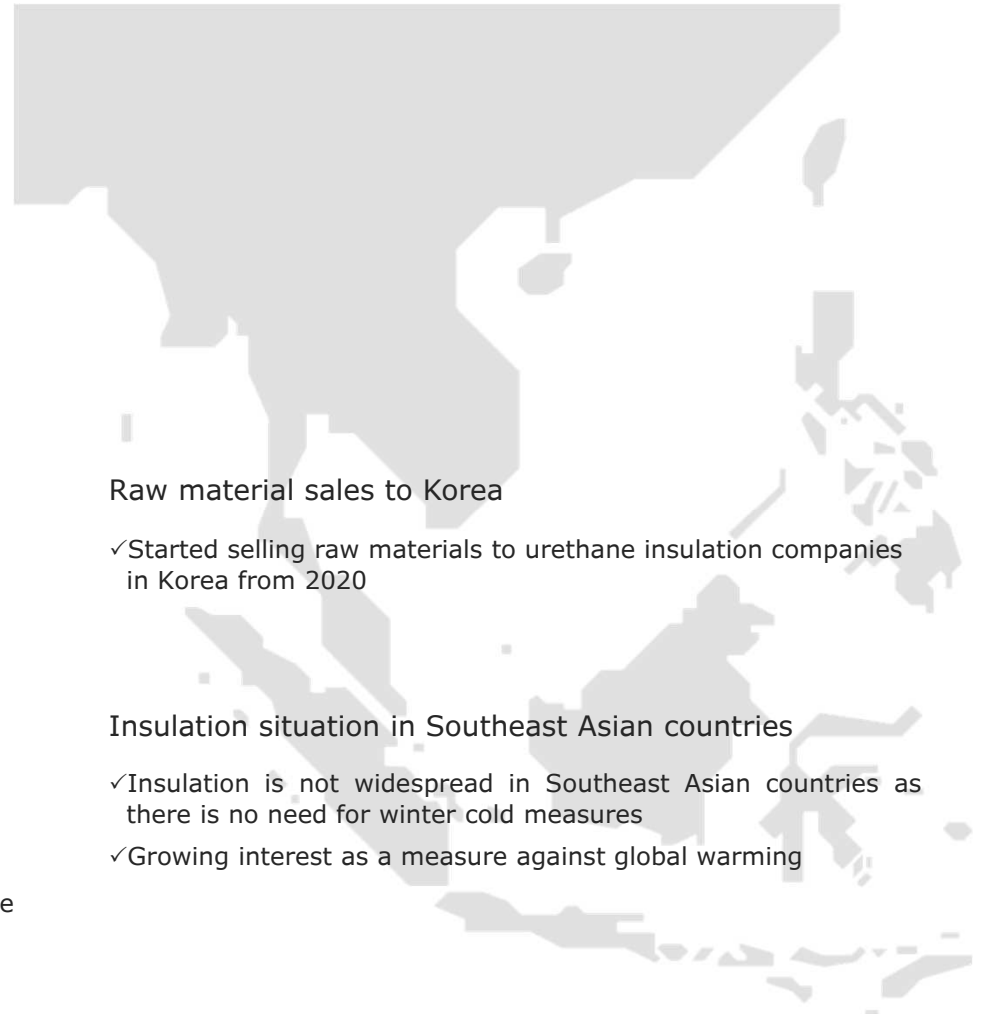 Raw material sales to Korea
✓Started selling raw materials to urethane insulation companies
in Korea from 2020
Insulation situation in Southeast Asian countries
✓Insulation is not widespread in Southeast Asian countries as
there is no need for winter cold measures
✓Growing interest as a measure against global warming
e